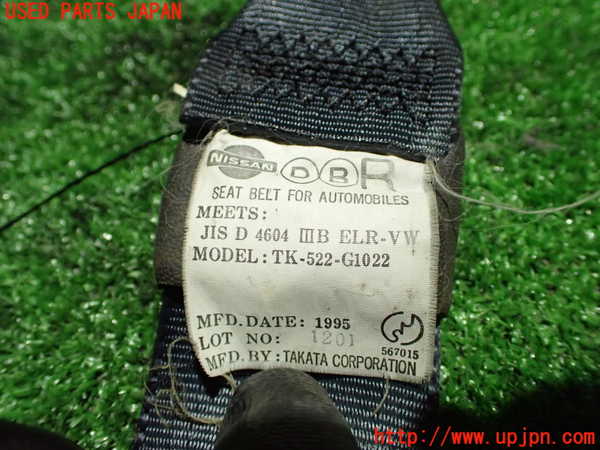 USED PARTS JAPAN
NISSAN D B R
SEAT BELT FOR AUTOMOBILES
MEETS:
JIS D 4604 ⅢB ELR-VW
MODEL: TK-522-G1022
MFD.DATE: 1995
LOT NO: 1201
567015
MFD.BY: TAKATA CORPORATION
http://www.upjpn.com/